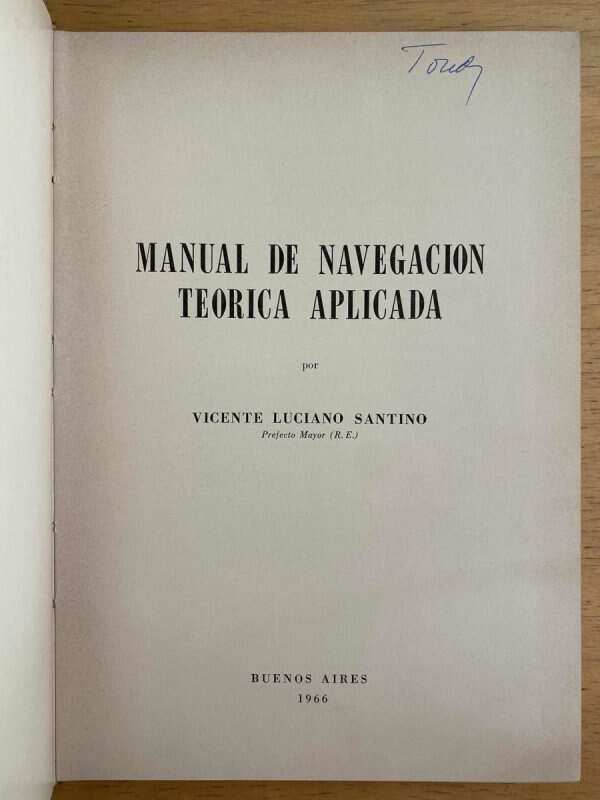 MANUAL DE NAVEGACION
TEORICA APLICADA
por
VICENTE LUCIANO SANTINO
Prefecto Mayor (R. E.)
BUENOS AIRES
1966